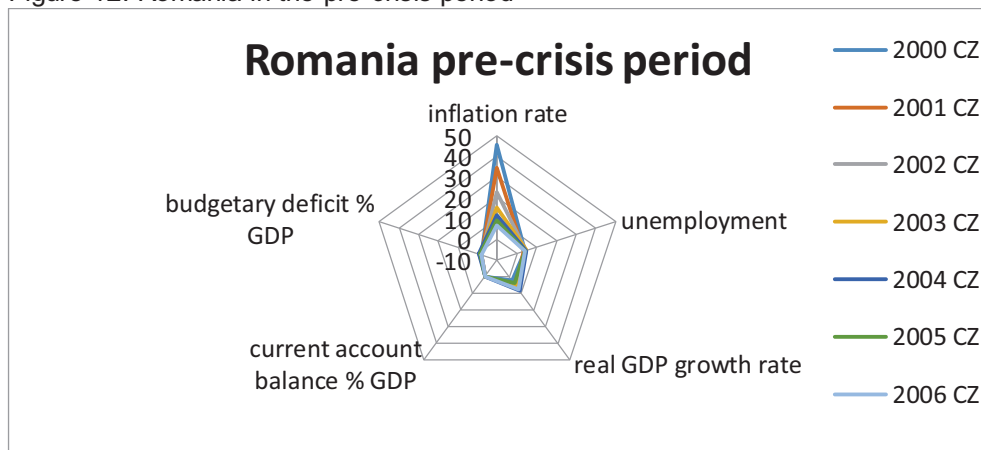 Figure 12: Romania in the pre-crisis period
Romania pre-crisis period
inflation rate
50
40
30
20
10
0
-10
unemployment
real GDP growth rate
current account
balance % GDP
budgetary deficit %
GDP
2000 CZ
2001 CZ
2002 CZ
2003 CZ
2004 CZ
2005 CZ
2006 CZ